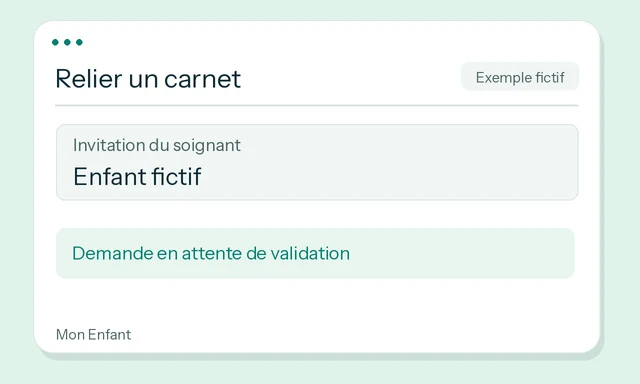 Relier un carnet
Exemple fictif
Invitation du soignant
Enfant fictif
Demande en attente de validation
Mon Enfant